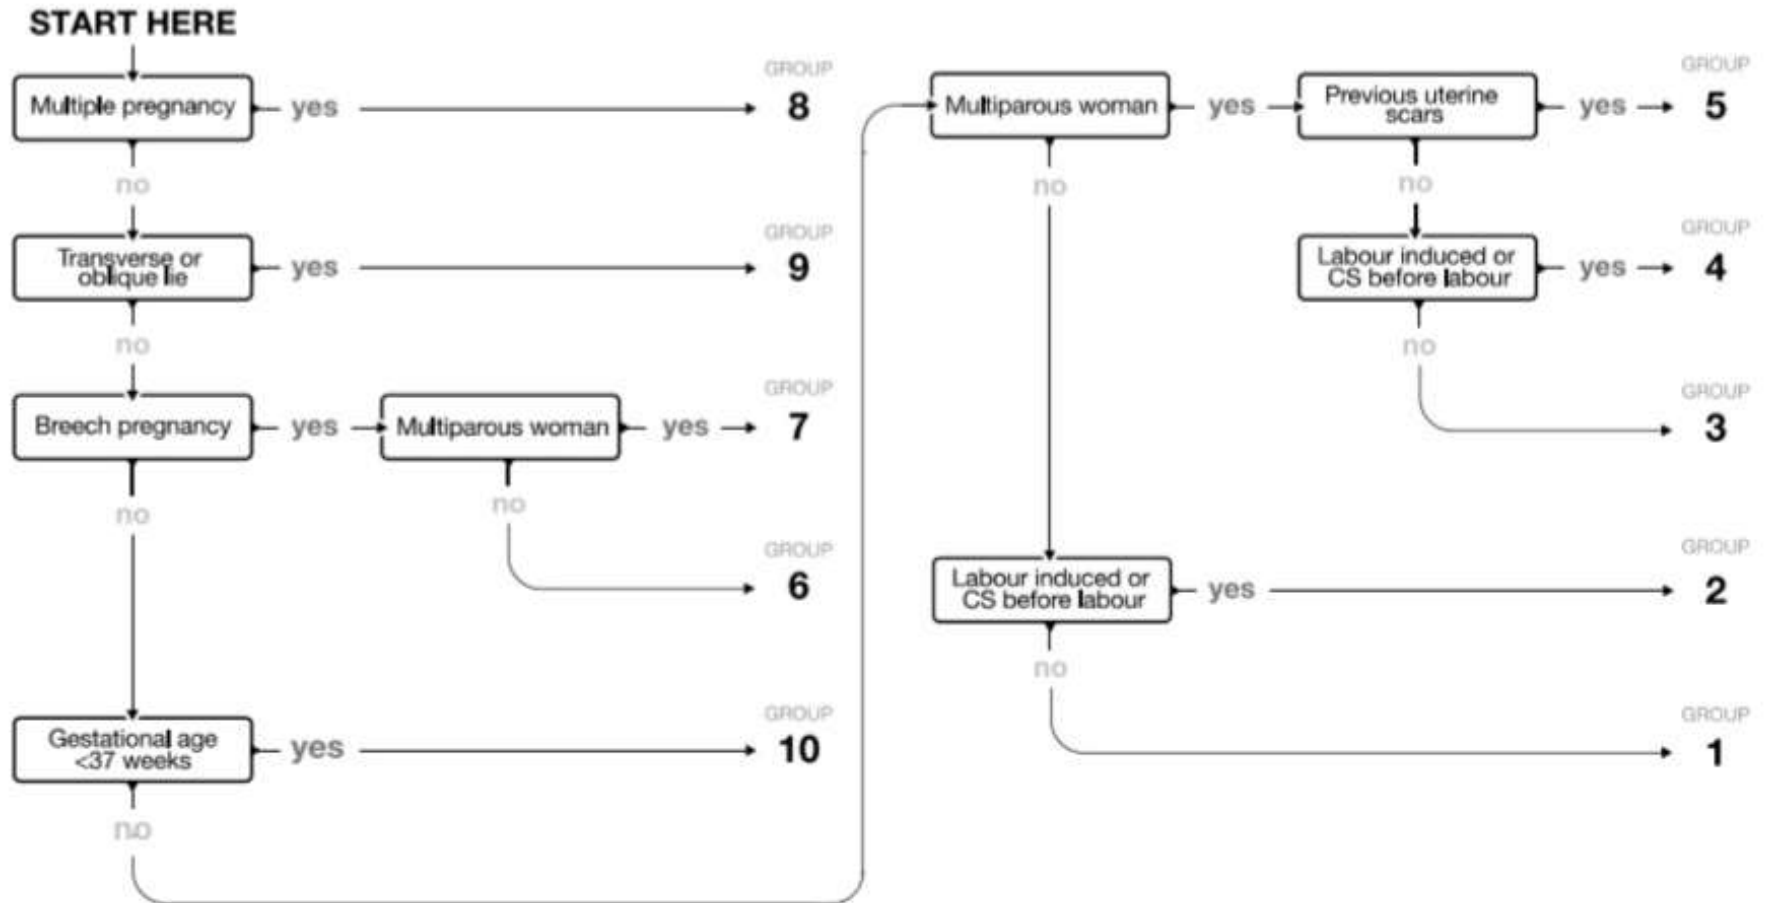 START HERE
Multiple pregnancy
yes
GROUP
8
no
Transverse or
oblique lie
yes
GROUP
9
no
Breech pregnancy
yes
Multiparous woman
yes
GROUP
7
no
no
GROUP
6
Gestational age
<37 weeks
yes
GROUP
10
no
Multiparous woman
yes
Previous uterine
scars
yes
GROUP
5
no
no
Labour induced or
CS before labour
yes
GROUP
4
no
GROUP
3
Labour induced or
CS before labour
yes
GROUP
2
no
GROUP
1